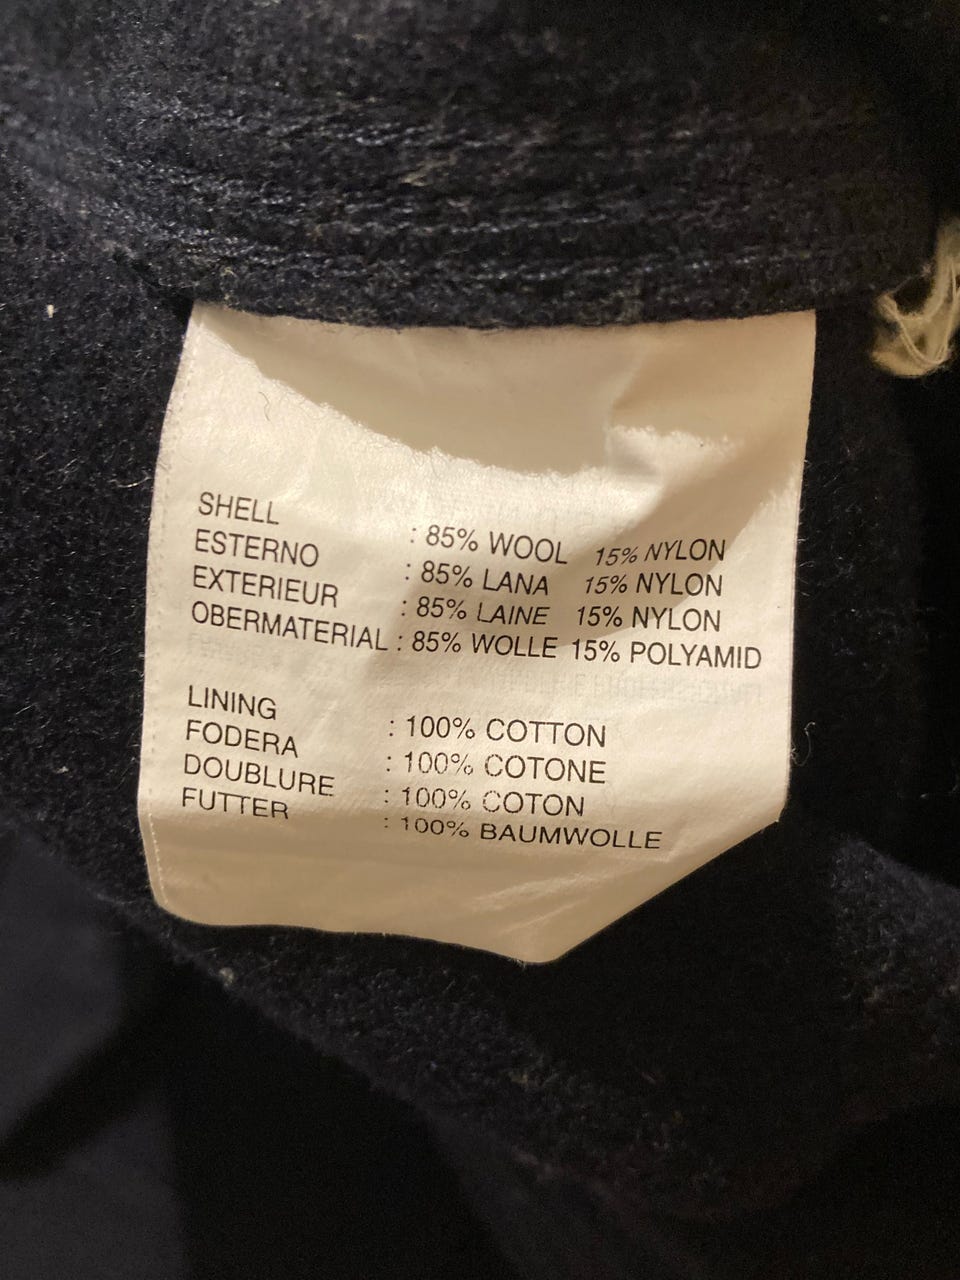 SHELL : 85% WOOL 15% NYLON
ESTERNO : 85% LANA 15% NYLON
EXTERIEUR : 85% LAINE 15% NYLON
OBERMATERIAL : 85% WOLLE 15% POLYAMID
LINING : 100% COTTON
FODERA : 100% COTONE
DOUBLURE : 100% COTON
FUTTER : 100% BAUMWOLLE